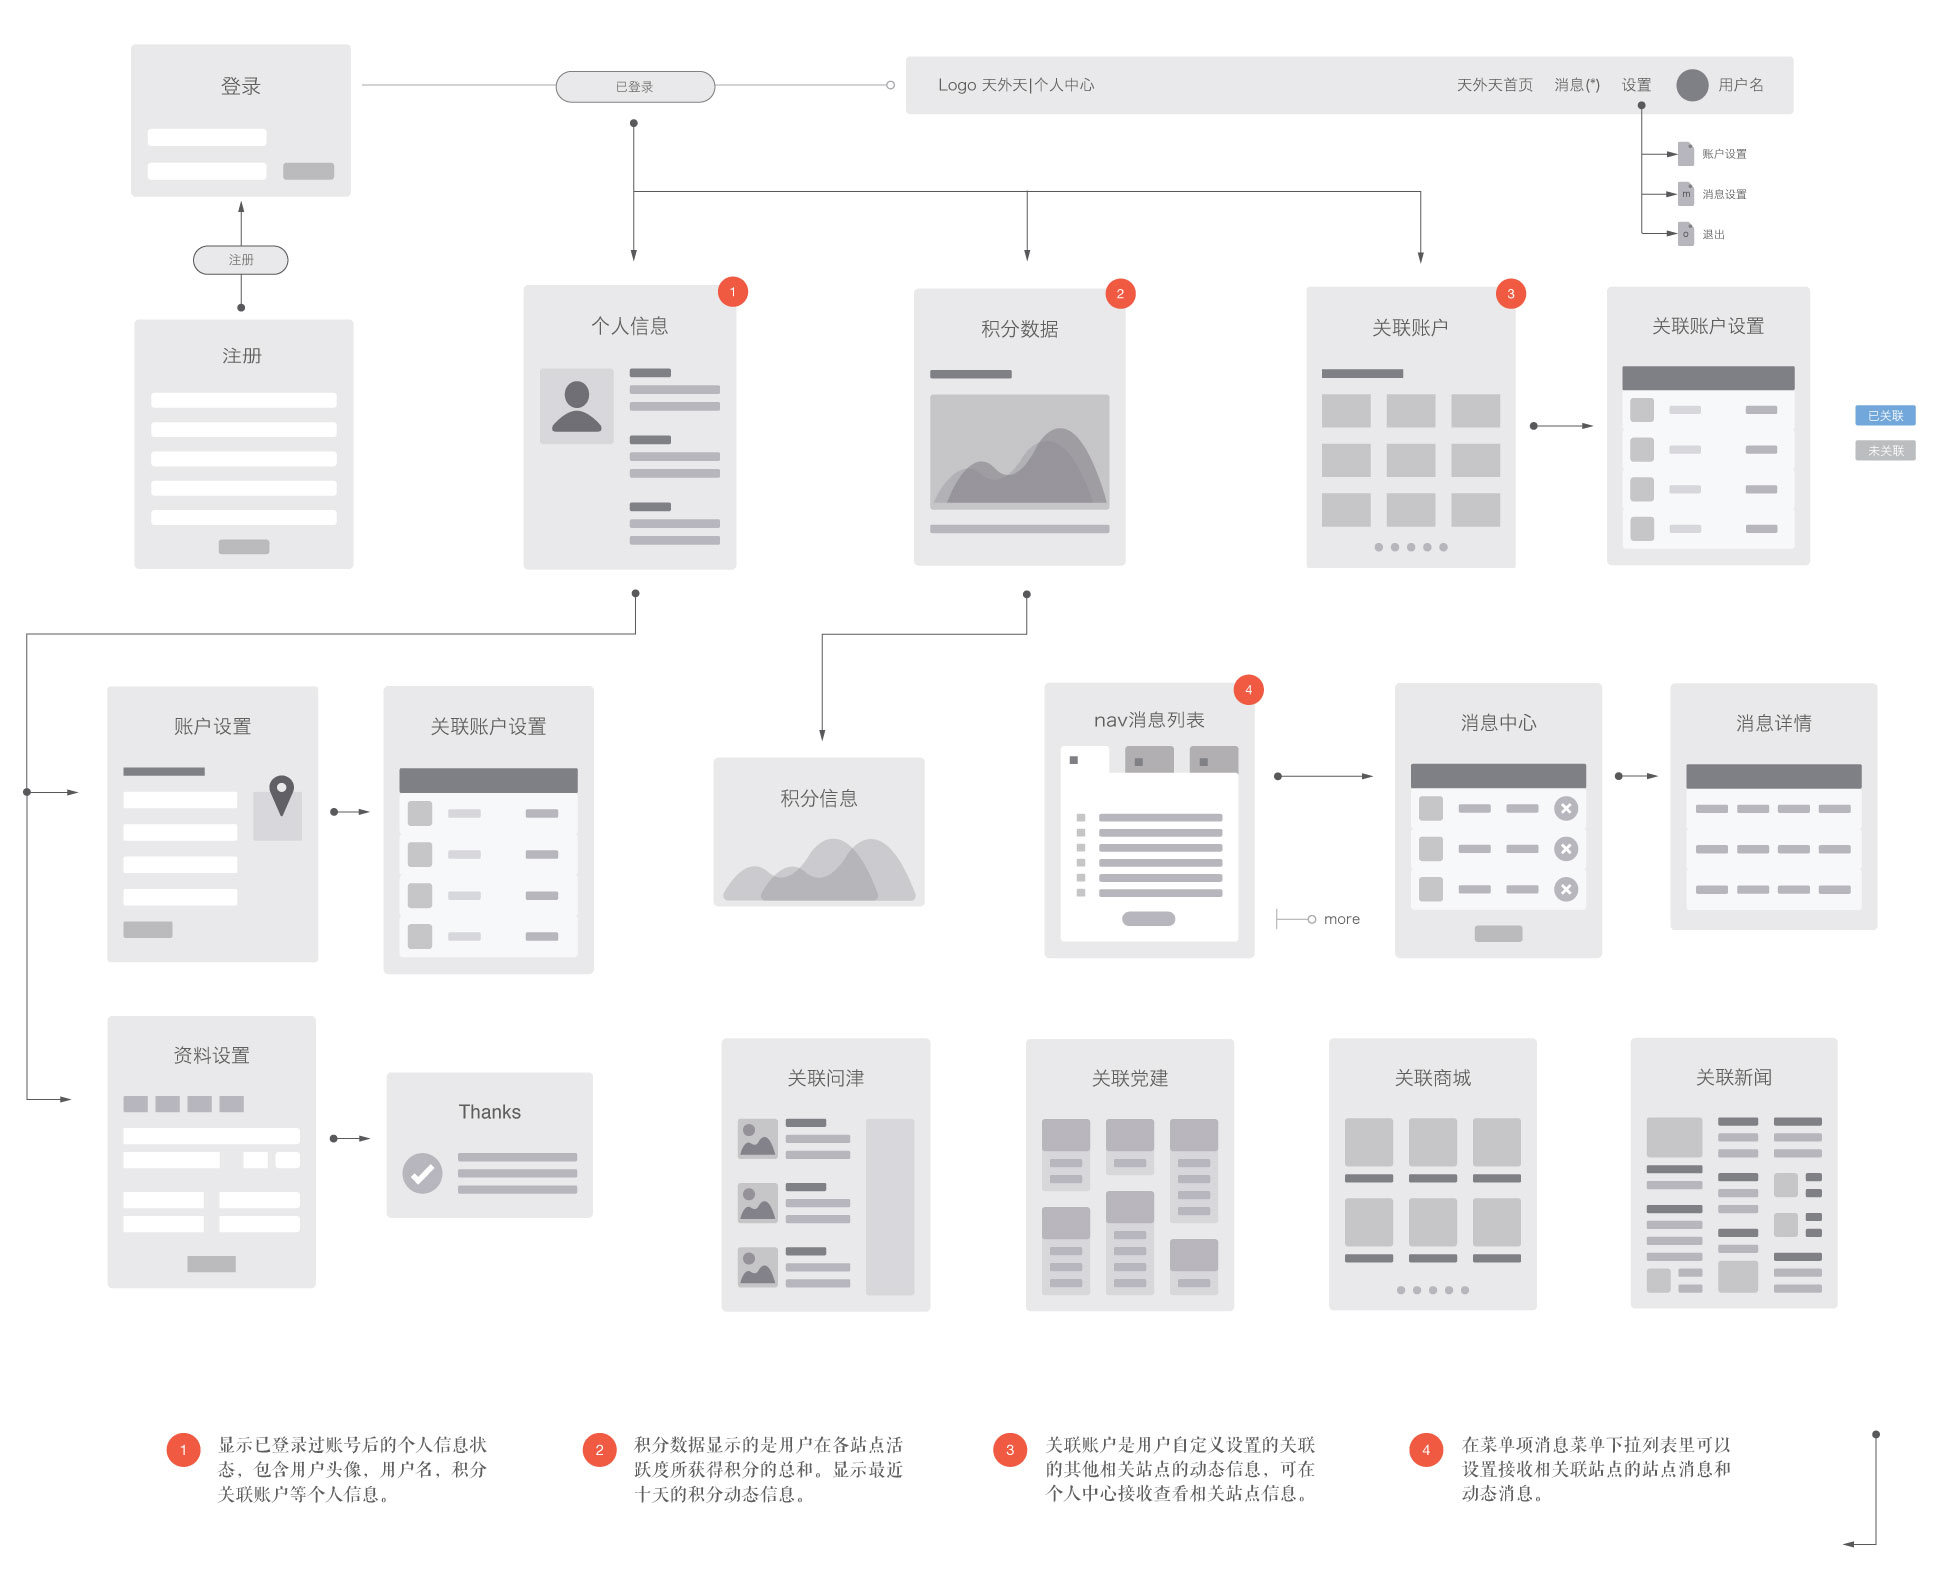 登录
已登录
Logo 天外天|个人中心
天外天首页 消息(*) 设置 用户名
账户设置
m 消息设置
o 退出
注册
注册
个人信息
1
积分数据
2
关联账户
3
关联账户设置
已关联
未关联
账户设置
关联账户设置
积分信息
nav消息列表
4
more
消息中心
消息详情
资料设置
Thanks
关联问津
关联党建
关联商城
关联新闻
1
显示已登录过账号后的个人信息状
态，包含用户头像，用户名，积分
关联账户等个人信息。
2
积分数据显示的是用户在各站点活
跃度所获得积分的总和。显示最近
十天的积分动态信息。
3
关联账户是用户自定义设置的关联
的其他相关站点的动态信息，可在
个人中心接收查看相关站点信息。
4
在菜单项消息菜单下拉列表里可以
设置接收相关联站点的站点消息和
动态消息。